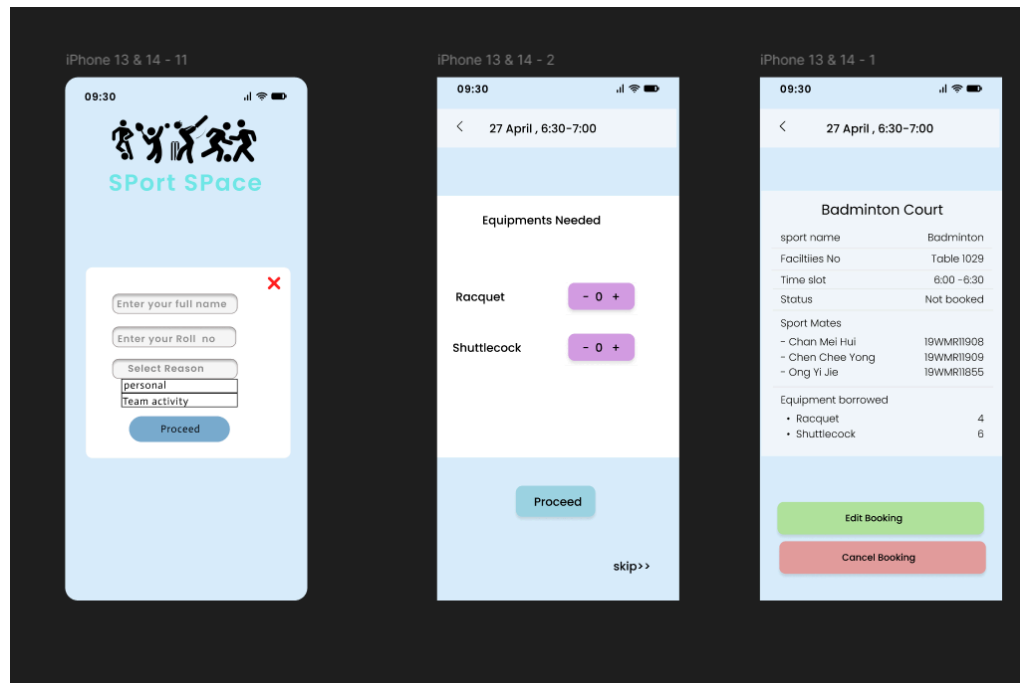 iPhone 13 & 14 - 11
09:30
SPort SPace
Enter your full name
Enter your Roll no
Select Reason
personal
Team activity
Proceed
iPhone 13 & 14 - 2
09:30
27 April , 6:30-7:00
Equipments Needed
Racquet - 0 +
Shuttlecock - 0 +
Proceed
skip>>
iPhone 13 & 14 - 1
09:30
27 April , 6:30-7:00
Badminton Court
sport name Badminton
Faciltiies No Table 1029
Time slot 6:00 -6:30
Status Not booked
Sport Mates
- Chan Mei Hui 19WMR11908
- Chen Chee Yong 19WMR11909
- Ong Yi Jie 19WMR11855
Equipment borrowed
• Racquet 4
• Shuttlecock 6
Edit Booking
Cancel Booking